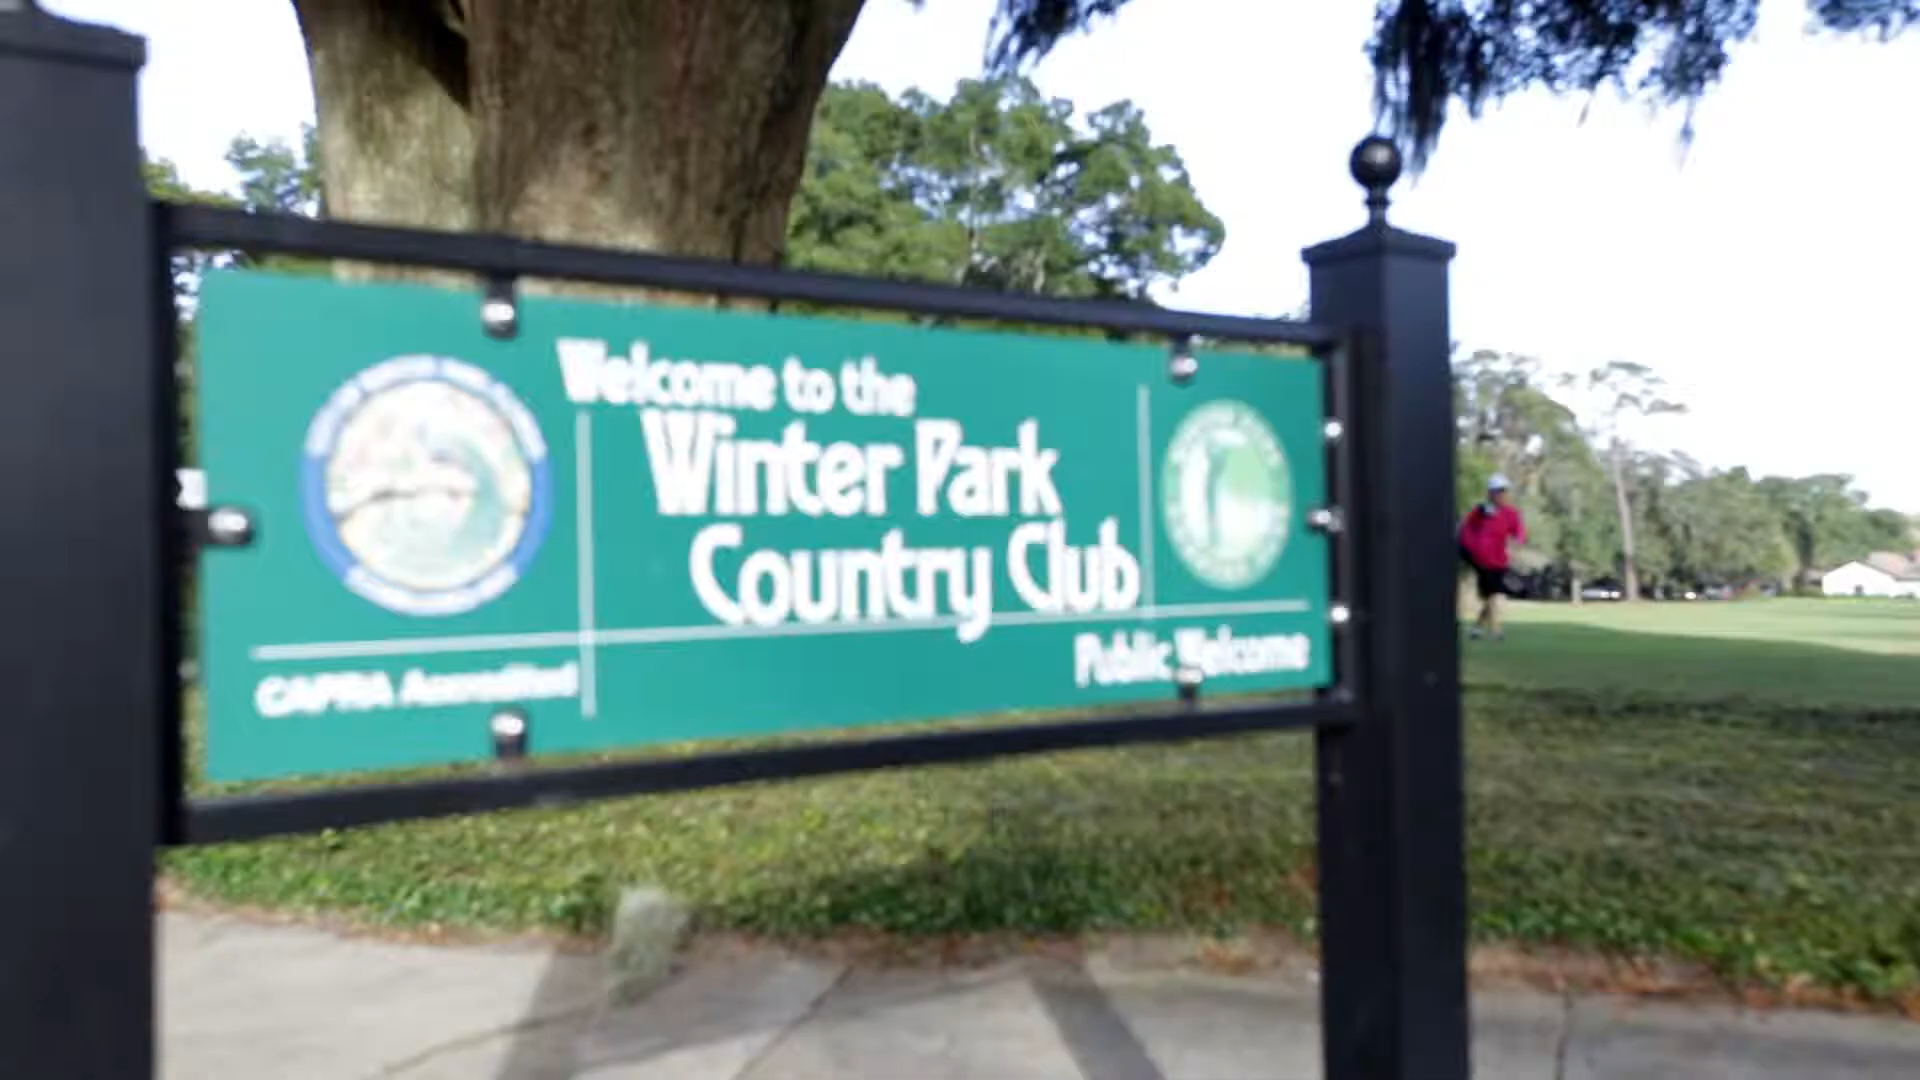 Welcome to the
Winter Park
Country Club
Public Welcome
CAPRA Accredited